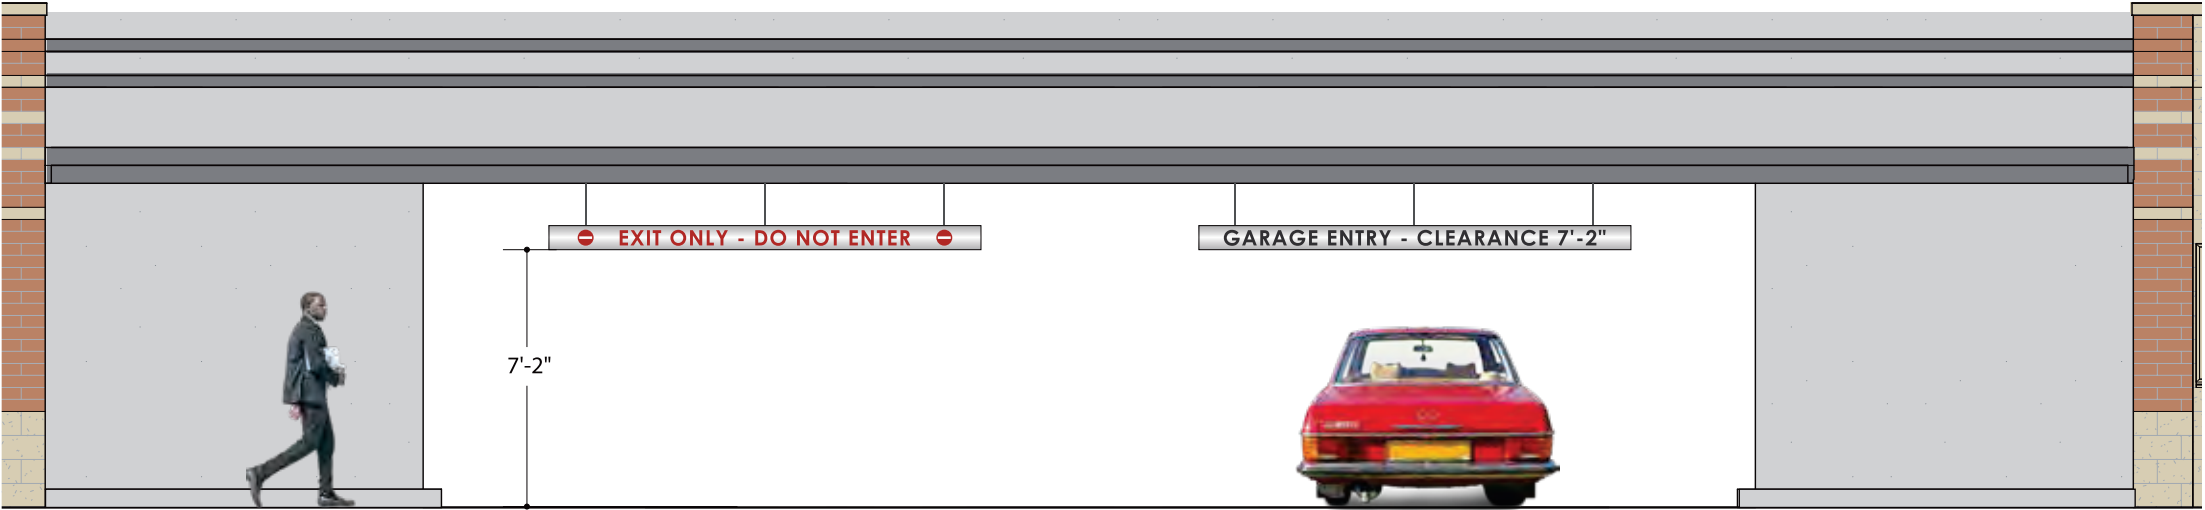 EXIT ONLY - DO NOT ENTER
GARAGE ENTRY - CLEARANCE 7'-2"
7'-2"